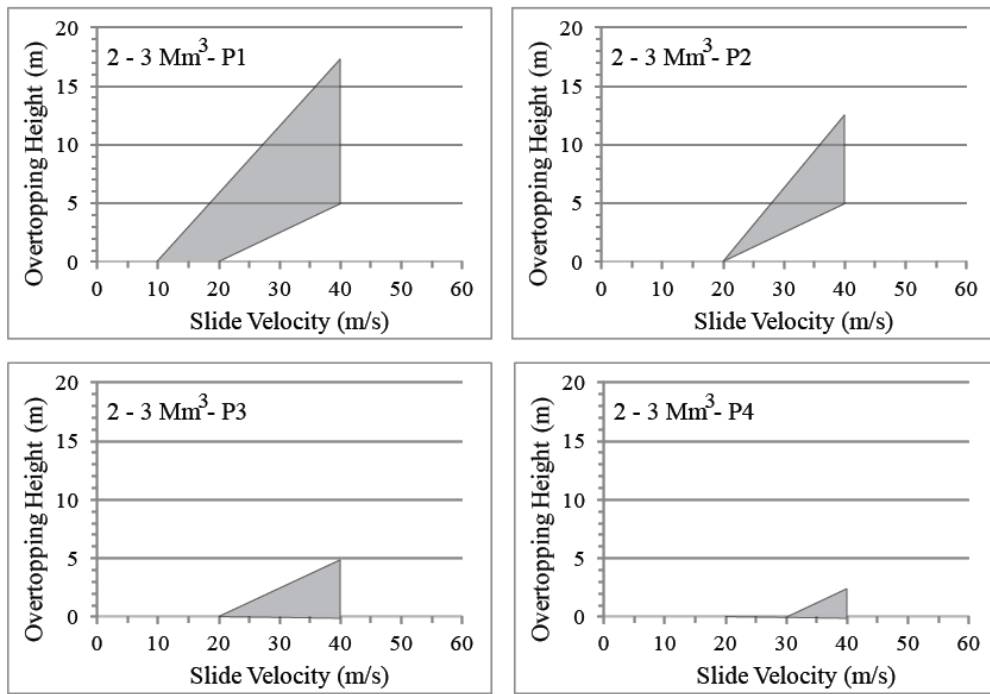 20
2 - 3 Mm³- P1
15
10
5
0
Overtopping Height (m)
0 10 20 30 40 50 60
Slide Velocity (m/s)
20
2 - 3 Mm³- P2
15
10
5
0
Overtopping Height (m)
0 10 20 30 40 50 60
Slide Velocity (m/s)
20
2 - 3 Mm³- P3
15
10
5
0
Overtopping Height (m)
0 10 20 30 40 50 60
Slide Velocity (m/s)
20
2 - 3 Mm³- P4
15
10
5
0
Overtopping Height (m)
0 10 20 30 40 50 60
Slide Velocity (m/s)